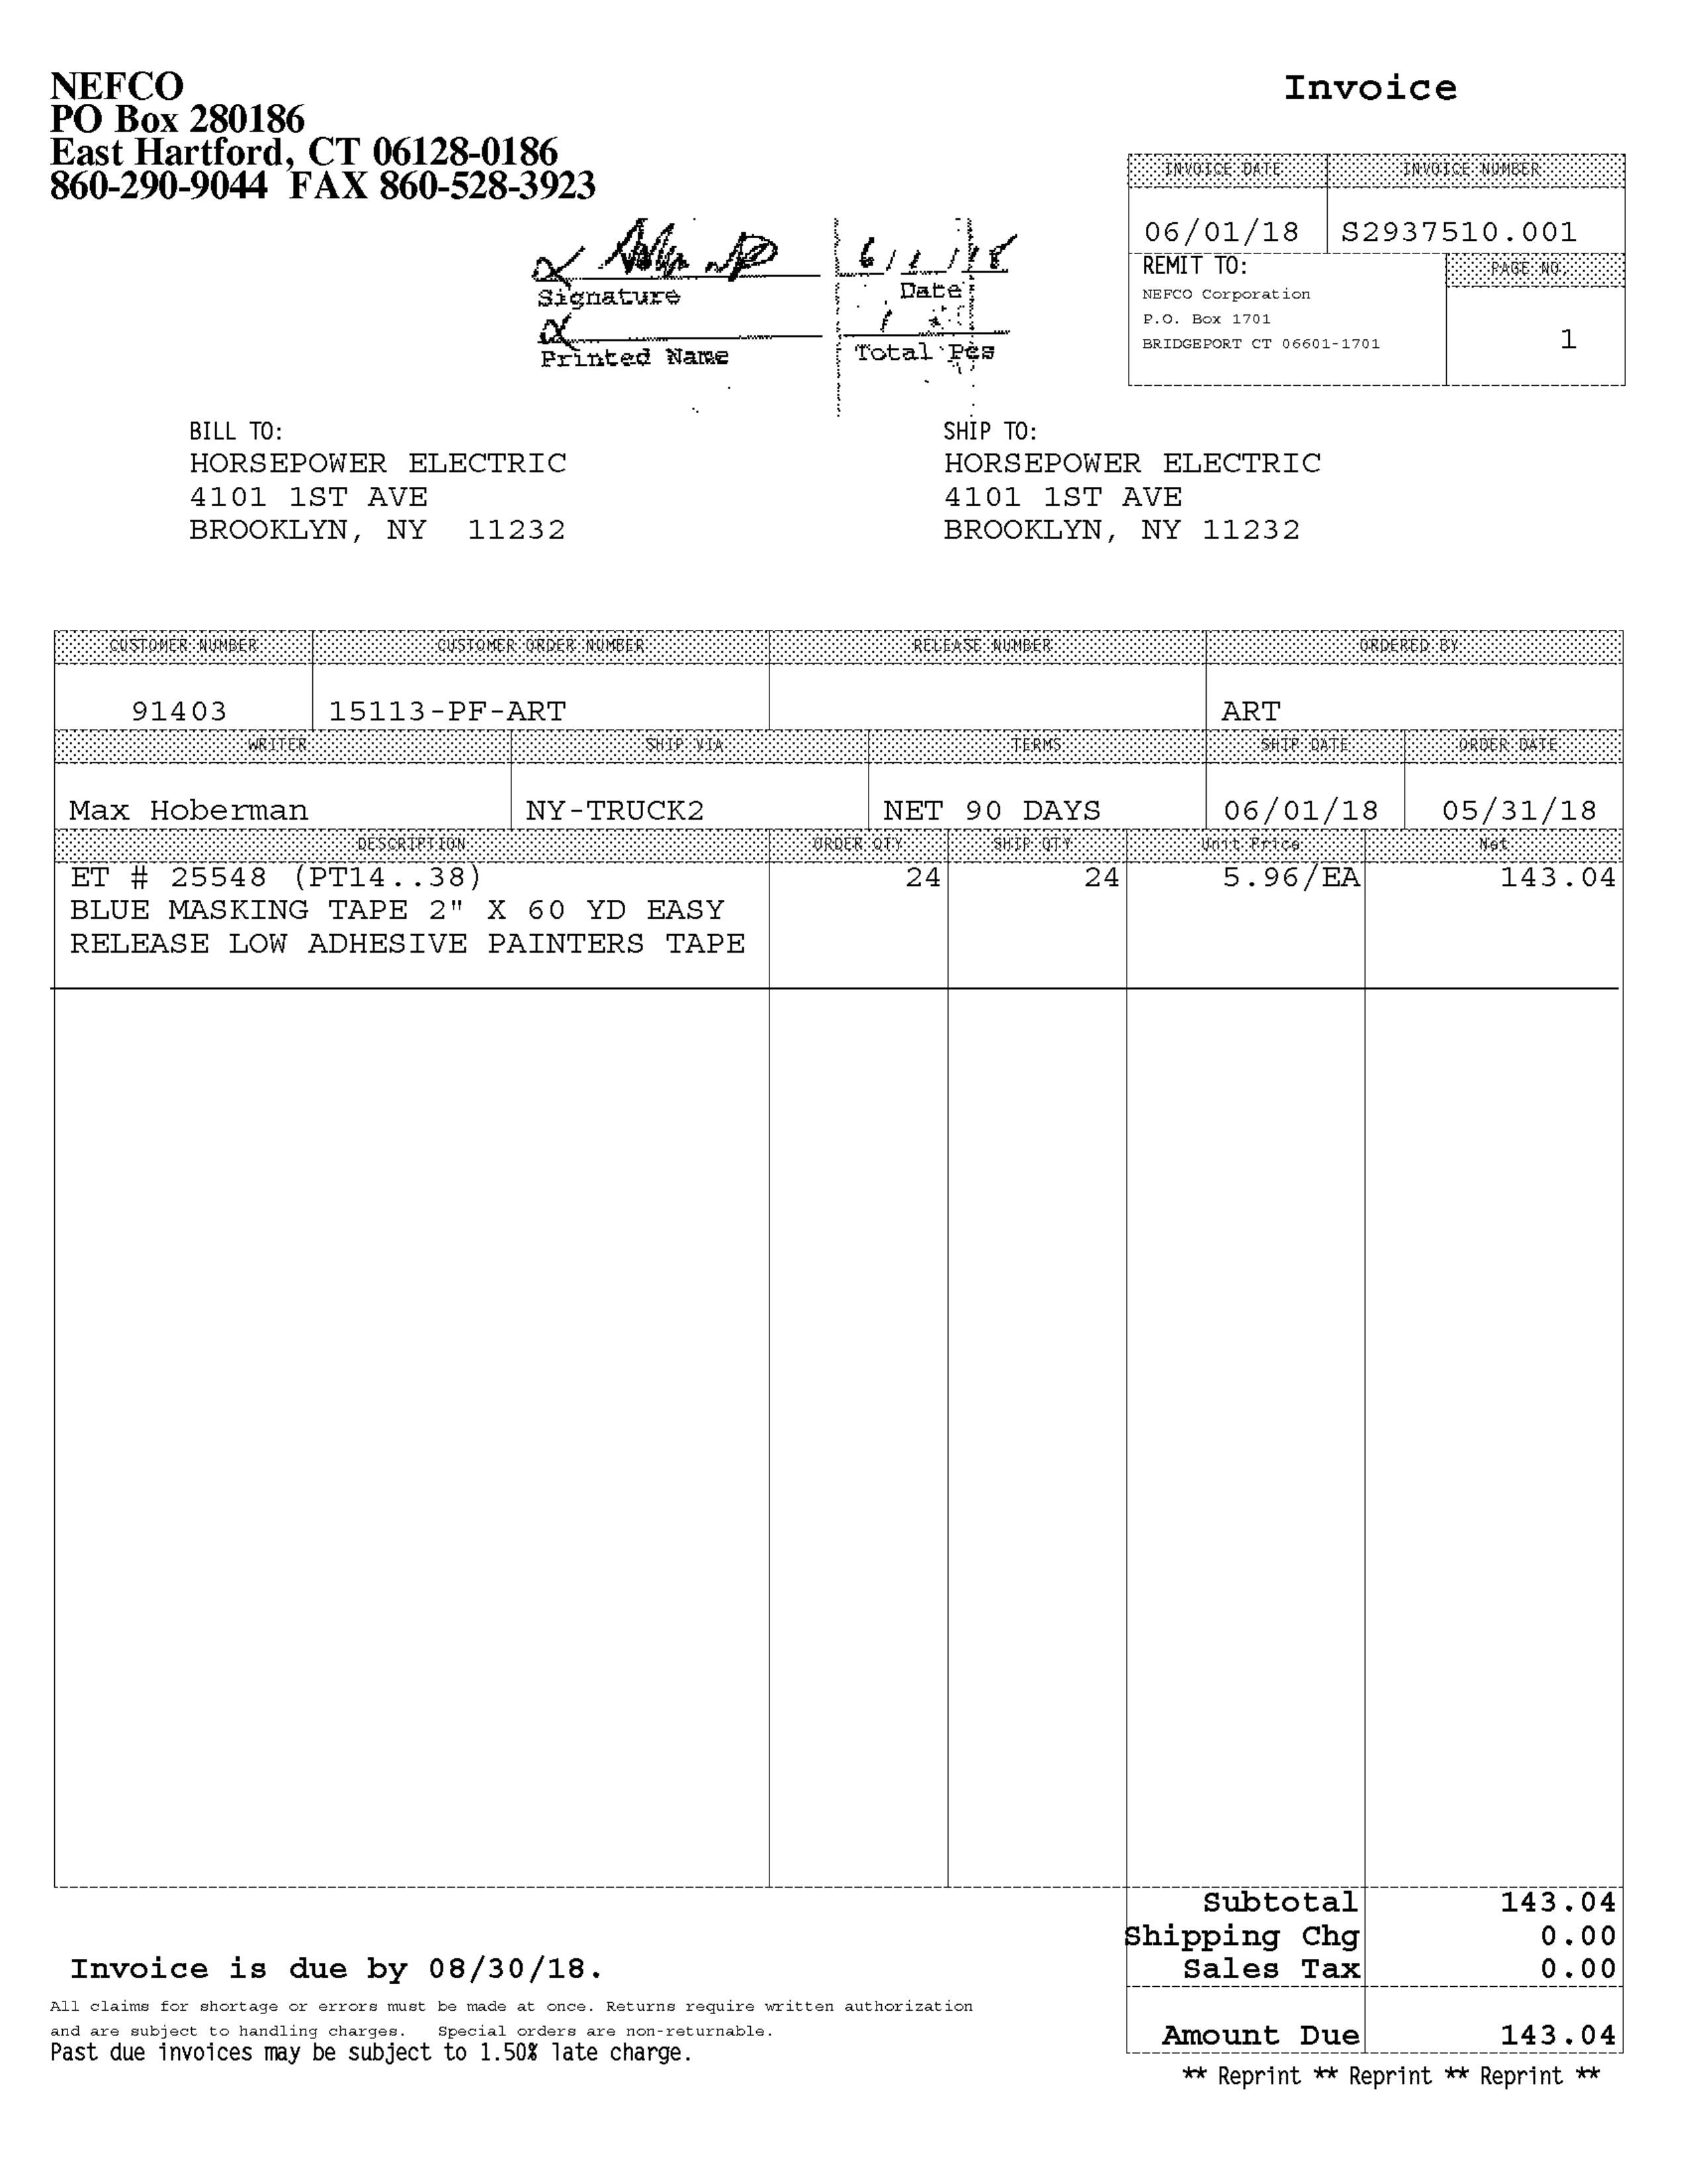 NEFCO
PO Box 280186
East Hartford, CT 06128-0186
860-290-9044 FAX 860-528-3923
Invoice
INVOICE DATE INVOICE NUMBER
06/01/18 S2937510.001
REMIT TO: PAGE NO.
NEFCO Corporation
P.O. Box 1701
BRIDGEPORT CT 06601-1701
1
6/1/18
Signature Date
1
Printed Name Total Pcs
BILL TO:
HORSEPOWER ELECTRIC
4101 1ST AVE
BROOKLYN, NY 11232
SHIP TO:
HORSEPOWER ELECTRIC
4101 1ST AVE
BROOKLYN, NY 11232
CUSTOMER NUMBER CUSTOMER ORDER NUMBER RELEASE NUMBER ORDERED BY
91403 15113-PF-ART ART
WRITER SHIP VIA TERMS SHIP DATE ORDER DATE
Max Hoberman NY-TRUCK2 NET 90 DAYS 06/01/18 05/31/18
DESCRIPTION ORDER QTY SHIP QTY Unit Price Net
ET # 25548 (PT14..38) 24 24 5.96/EA 143.04
BLUE MASKING TAPE 2" X 60 YD EASY
RELEASE LOW ADHESIVE PAINTERS TAPE
Subtotal 143.04
Shipping Chg 0.00
Sales Tax 0.00
Amount Due 143.04
Invoice is due by 08/30/18.
All claims for shortage or errors must be made at once. Returns require written authorization
and are subject to handling charges. Special orders are non-returnable.
Past due invoices may be subject to 1.50% late charge.
** Reprint ** Reprint ** Reprint **